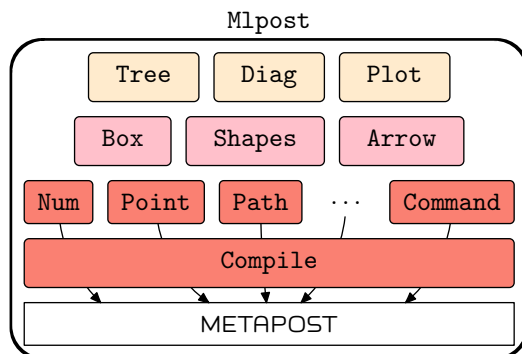 Mlpost
Tree Diag Plot
Box Shapes Arrow
Num Point Path ... Command
Compile
METAPOST